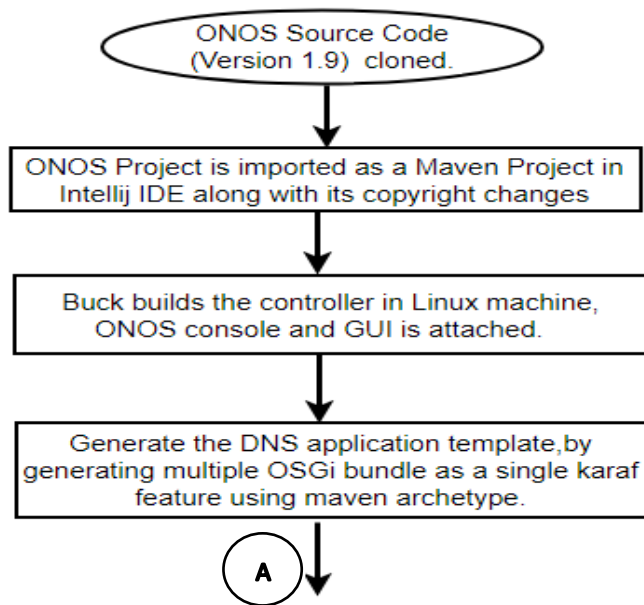 ONOS Source Code
(Version 1.9) cloned.
ONOS Project is imported as a Maven Project in
Intellij IDE along with its copyright changes
Buck builds the controller in Linux machine,
ONOS console and GUI is attached.
Generate the DNS application template,by
generating multiple OSGi bundle as a single karaf
feature using maven archetype.
A